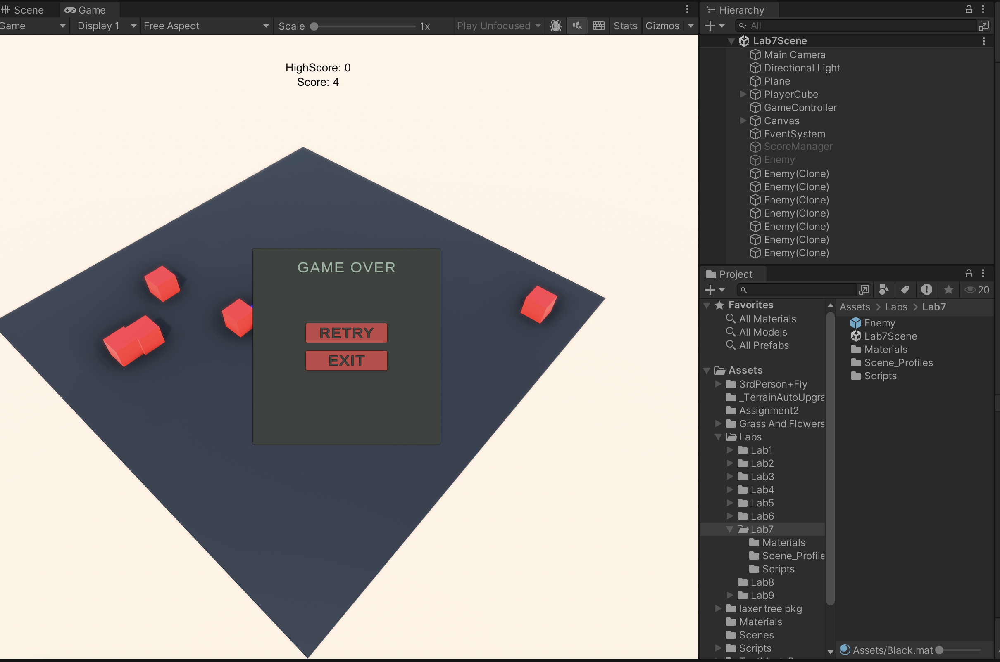 Scene Game
Game Display 1 Free Aspect Scale 1x Play Unfocused Stats Gizmos
HighScore: 0
Score: 4
GAME OVER
RETRY
EXIT
Hierarchy
All
Lab7Scene
Main Camera
Directional Light
Plane
PlayerCube
GameController
Canvas
EventSystem
ScoreManager
Enemy
Enemy(Clone)
Enemy(Clone)
Enemy(Clone)
Enemy(Clone)
Enemy(Clone)
Enemy(Clone)
Enemy(Clone)
Project
20
Favorites
All Materials
All Models
All Prefabs
Assets
3rdPerson+Fly
_TerrainAutoUpgra
Assignment2
Grass And Flowers
Labs
Lab1
Lab2
Lab3
Lab4
Lab5
Lab6
Lab7
Materials
Scene_Profile
Scripts
Lab8
Lab9
laxer tree pkg
Materials
Scenes
Scripts
Assets > Labs > Lab7
Enemy
Lab7Scene
Materials
Scene_Profiles
Scripts
Assets/Black.mat